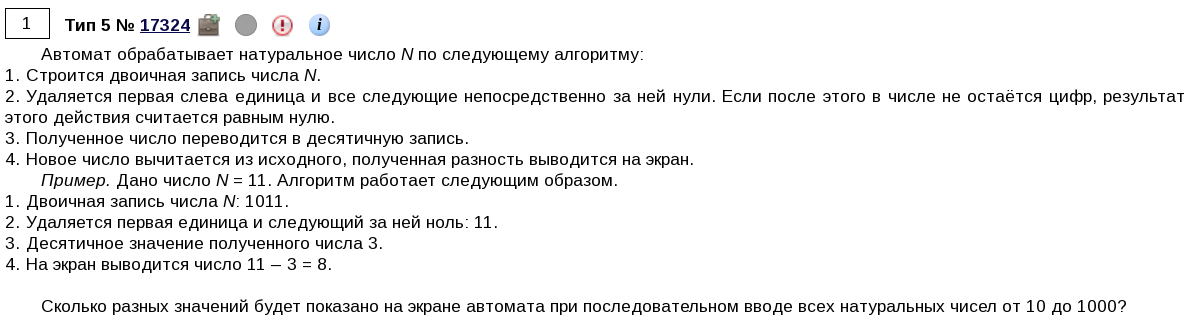 1 Тип 5 № 17324 i
Автомат обрабатывает натуральное число N по следующему алгоритму:
1. Строится двоичная запись числа N.
2. Удаляется первая слева единица и все следующие непосредственно за ней нули. Если после этого в числе не остаётся цифр, результат
этого действия считается равным нулю.
3. Полученное число переводится в десятичную запись.
4. Новое число вычитается из исходного, полученная разность выводится на экран.
Пример. Дано число N = 11. Алгоритм работает следующим образом.
1. Двоичная запись числа N: 1011.
2. Удаляется первая единица и следующий за ней ноль: 11.
3. Десятичное значение полученного числа 3.
4. На экран выводится число 11 – 3 = 8.
Сколько разных значений будет показано на экране автомата при последовательном вводе всех натуральных чисел от 10 до 1000?